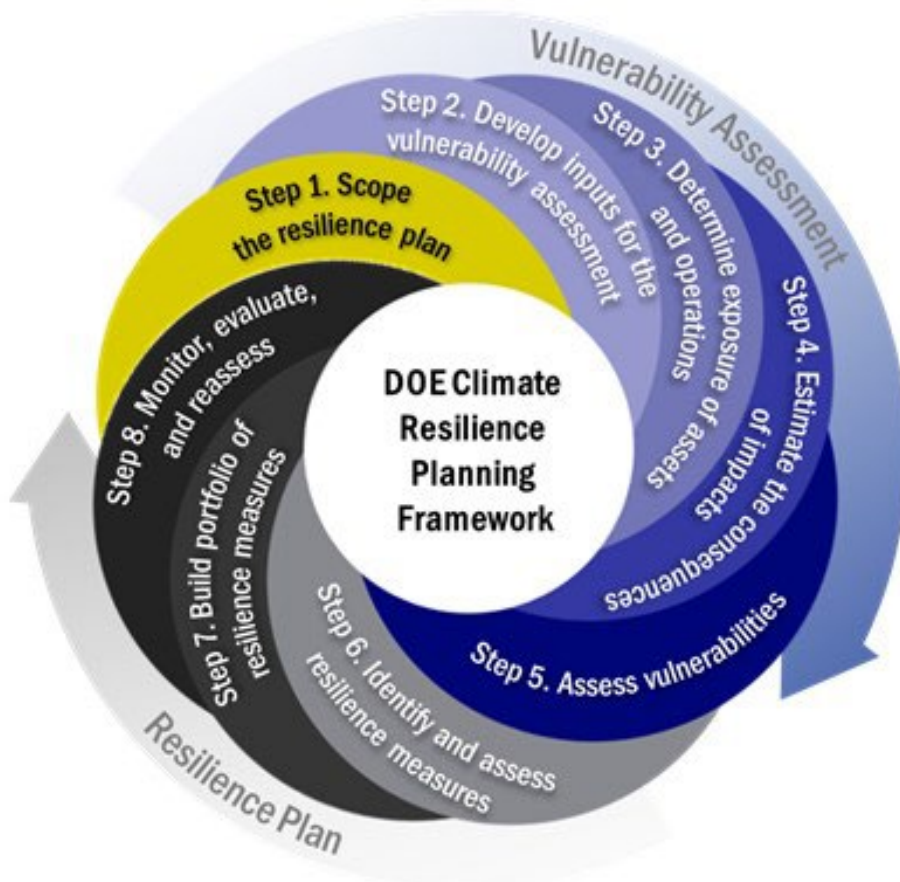 Vulnerability Assessment
Step 1. Scope
the resilience plan
Step 2. Develop inputs for the
vulnerability assessment
Step 3. Determine exposure of assets
and operations
Step 4. Estimate the consequences
of impacts
Step 5. Assess vulnerabilities
Step 6. Identify and assess
resilience measures
Step 7. Build portfolio of
resilience measures
Step 8. Monitor, evaluate,
and reassess
DOE Climate
Resilience
Planning
Framework
Resilience Plan